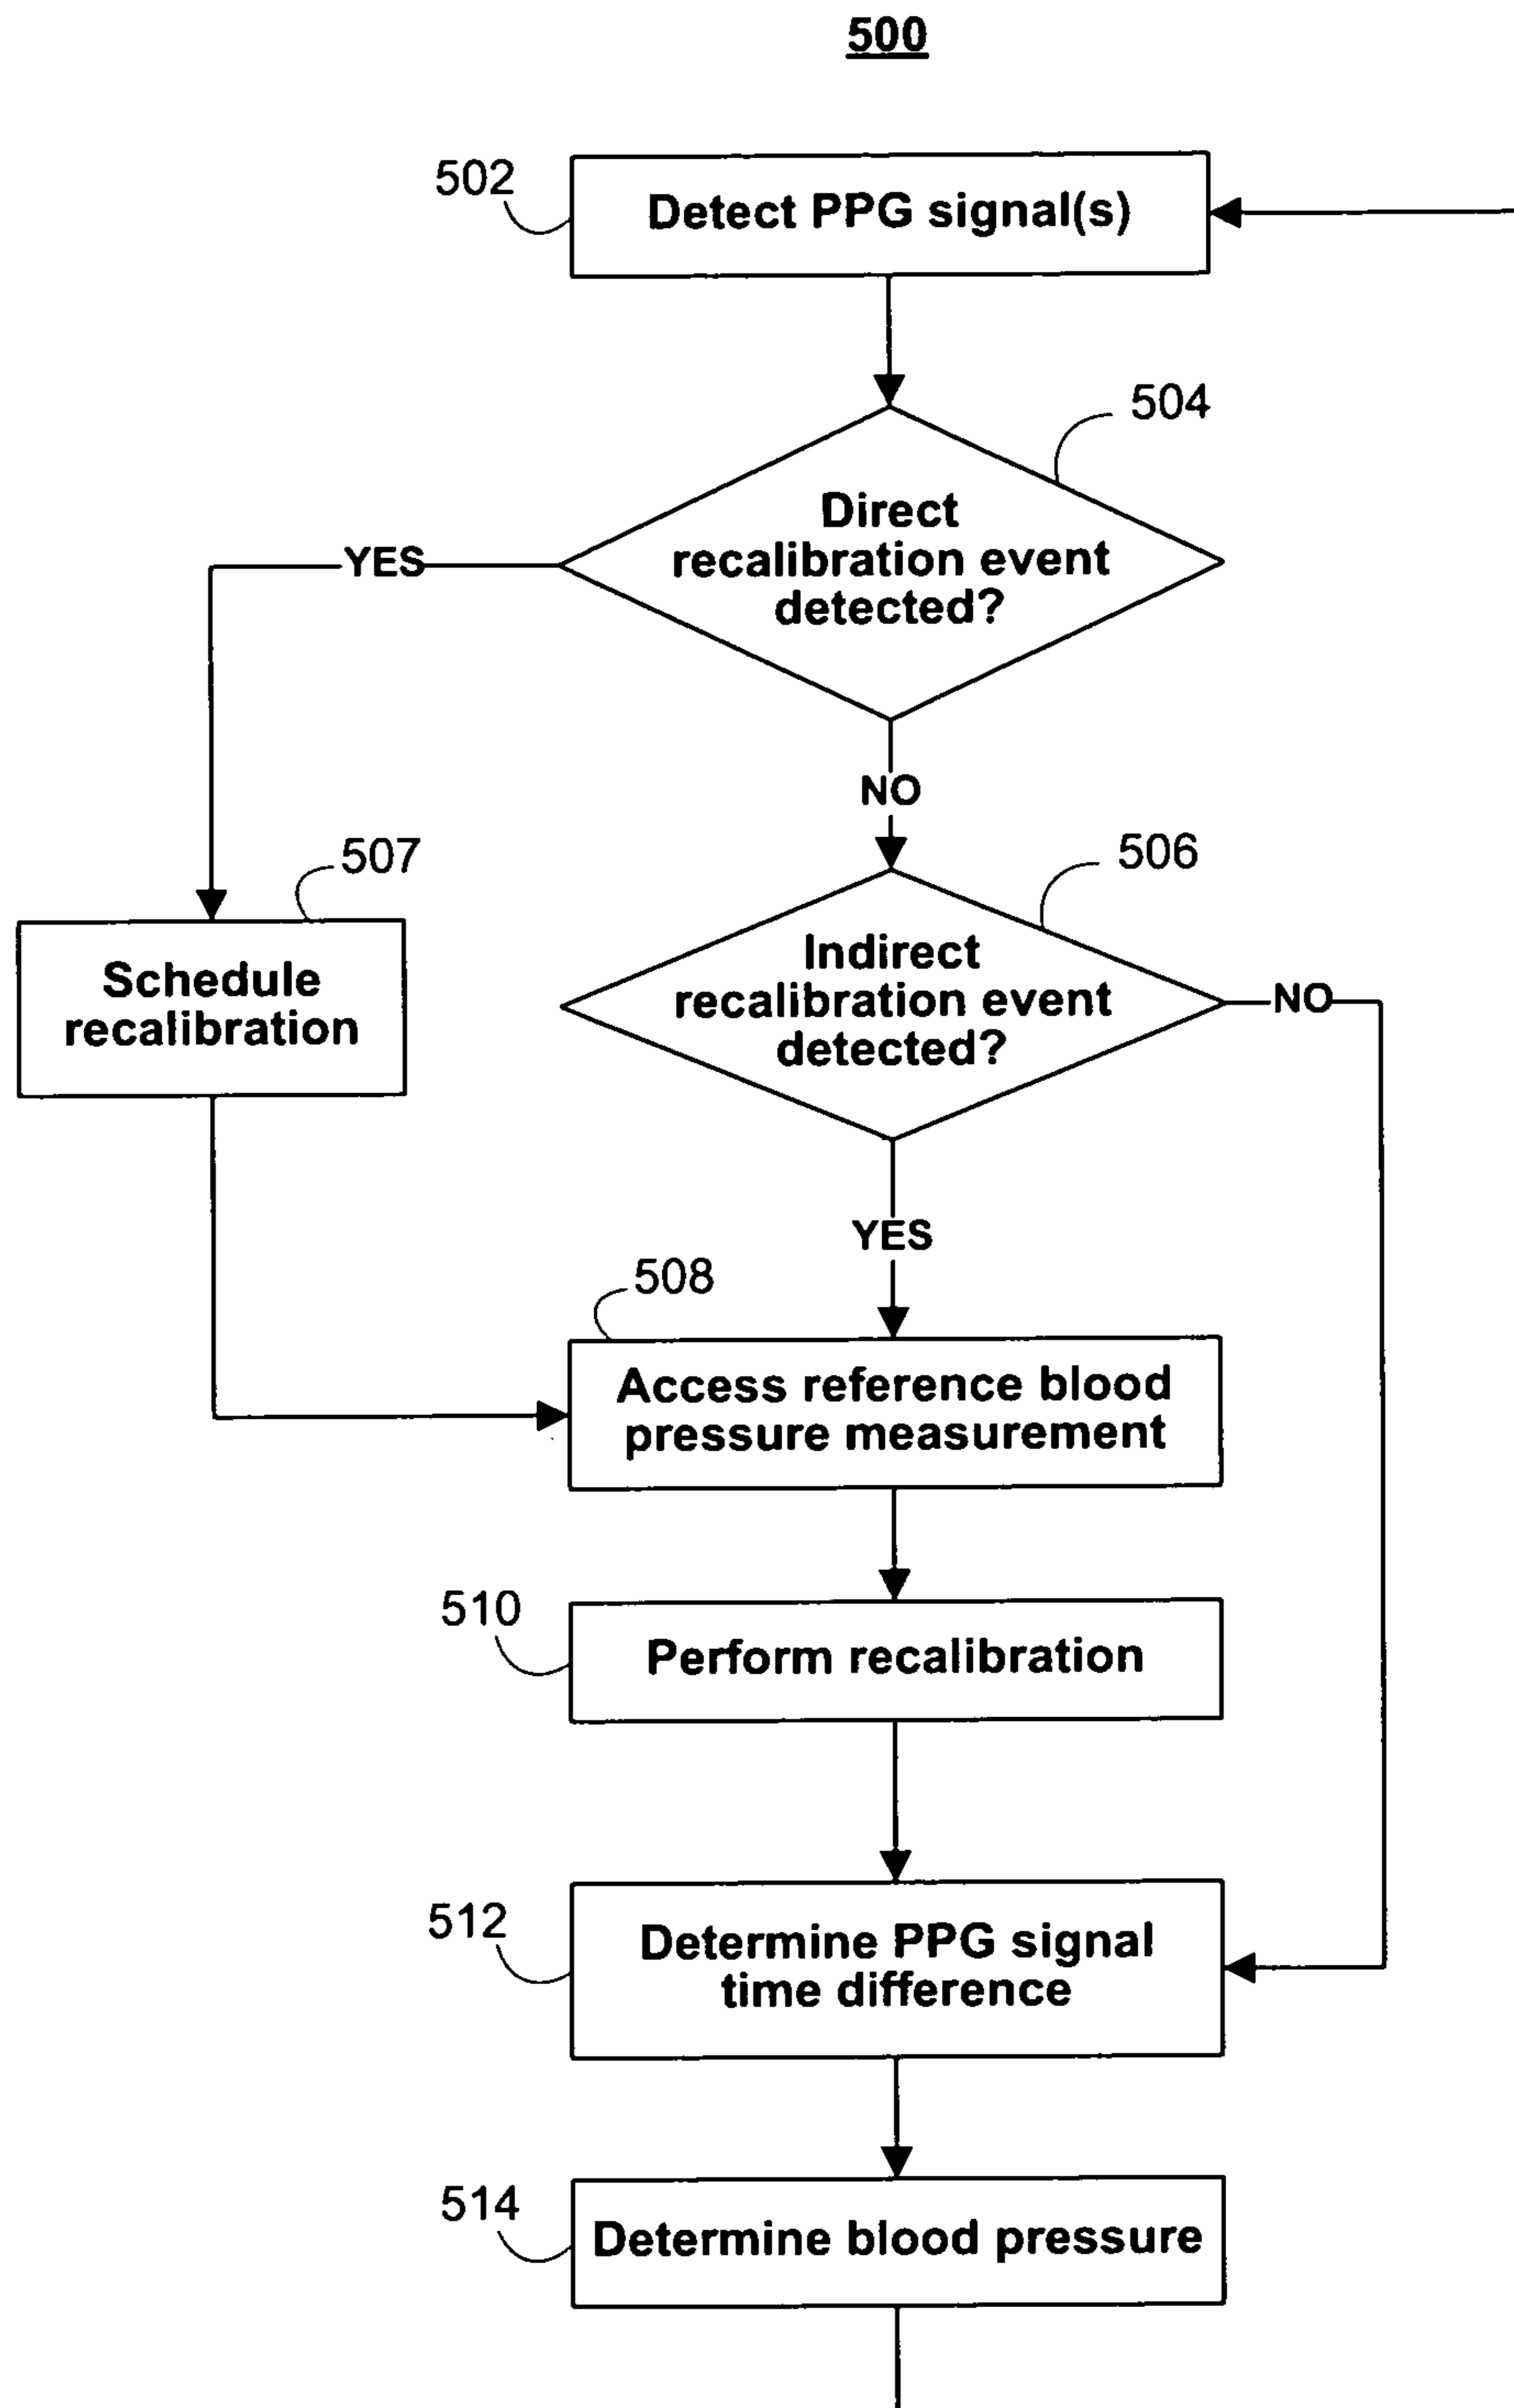 500
502
Detect PPG signal(s)
504
Direct
recalibration event
detected?
YES
NO
507
Schedule
recalibration
506
Indirect
recalibration event
detected?
NO
YES
508
Access reference blood
pressure measurement
510
Perform recalibration
512
Determine PPG signal
time difference
514
Determine blood pressure